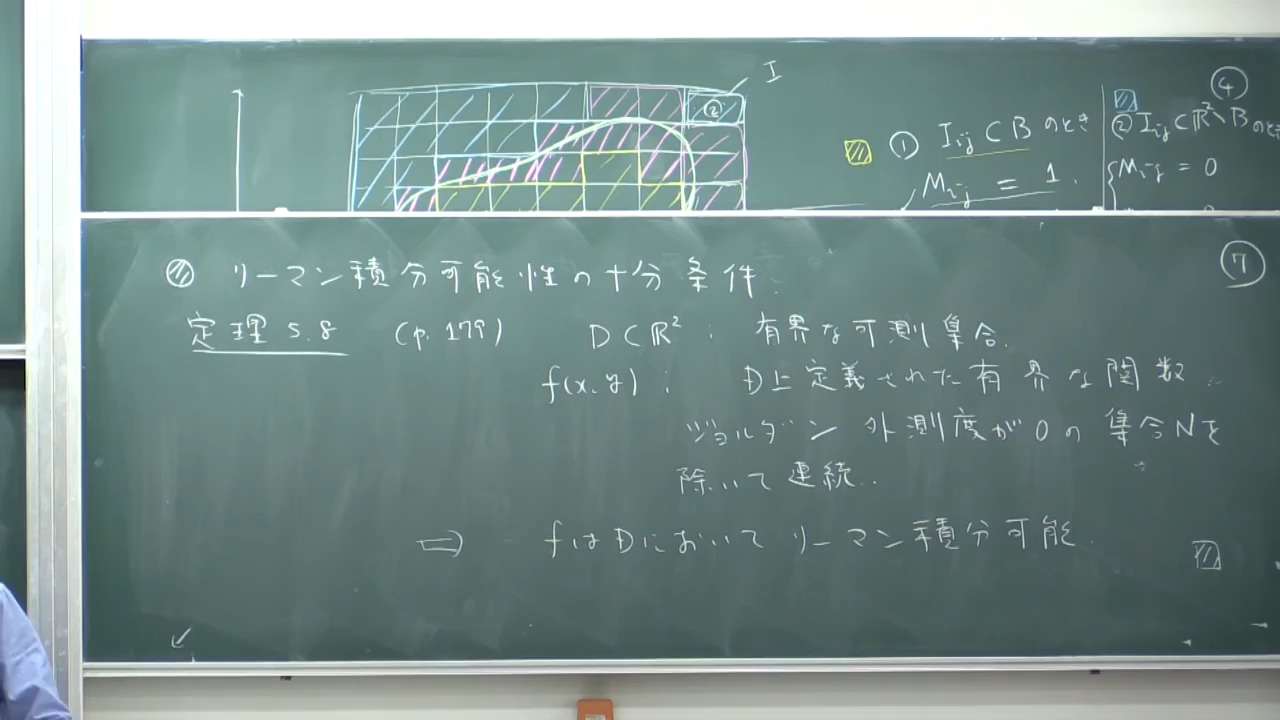 I
②
① Iij ⊂ B のとき
Mij = 1.
④
② Iij ⊂ ℝ²\B のとき
Mij = 0
⑦
リーマン積分可能性の十分条件.
定理 5.8 (p.179) D ⊂ ℝ² : 有界な可測集合.
f(x,y) : D上定義された有界な関数.
ジョルダン外測度が0の集合Nを
除いて連続.
⇒ fはDにおいてリーマン積分可能.